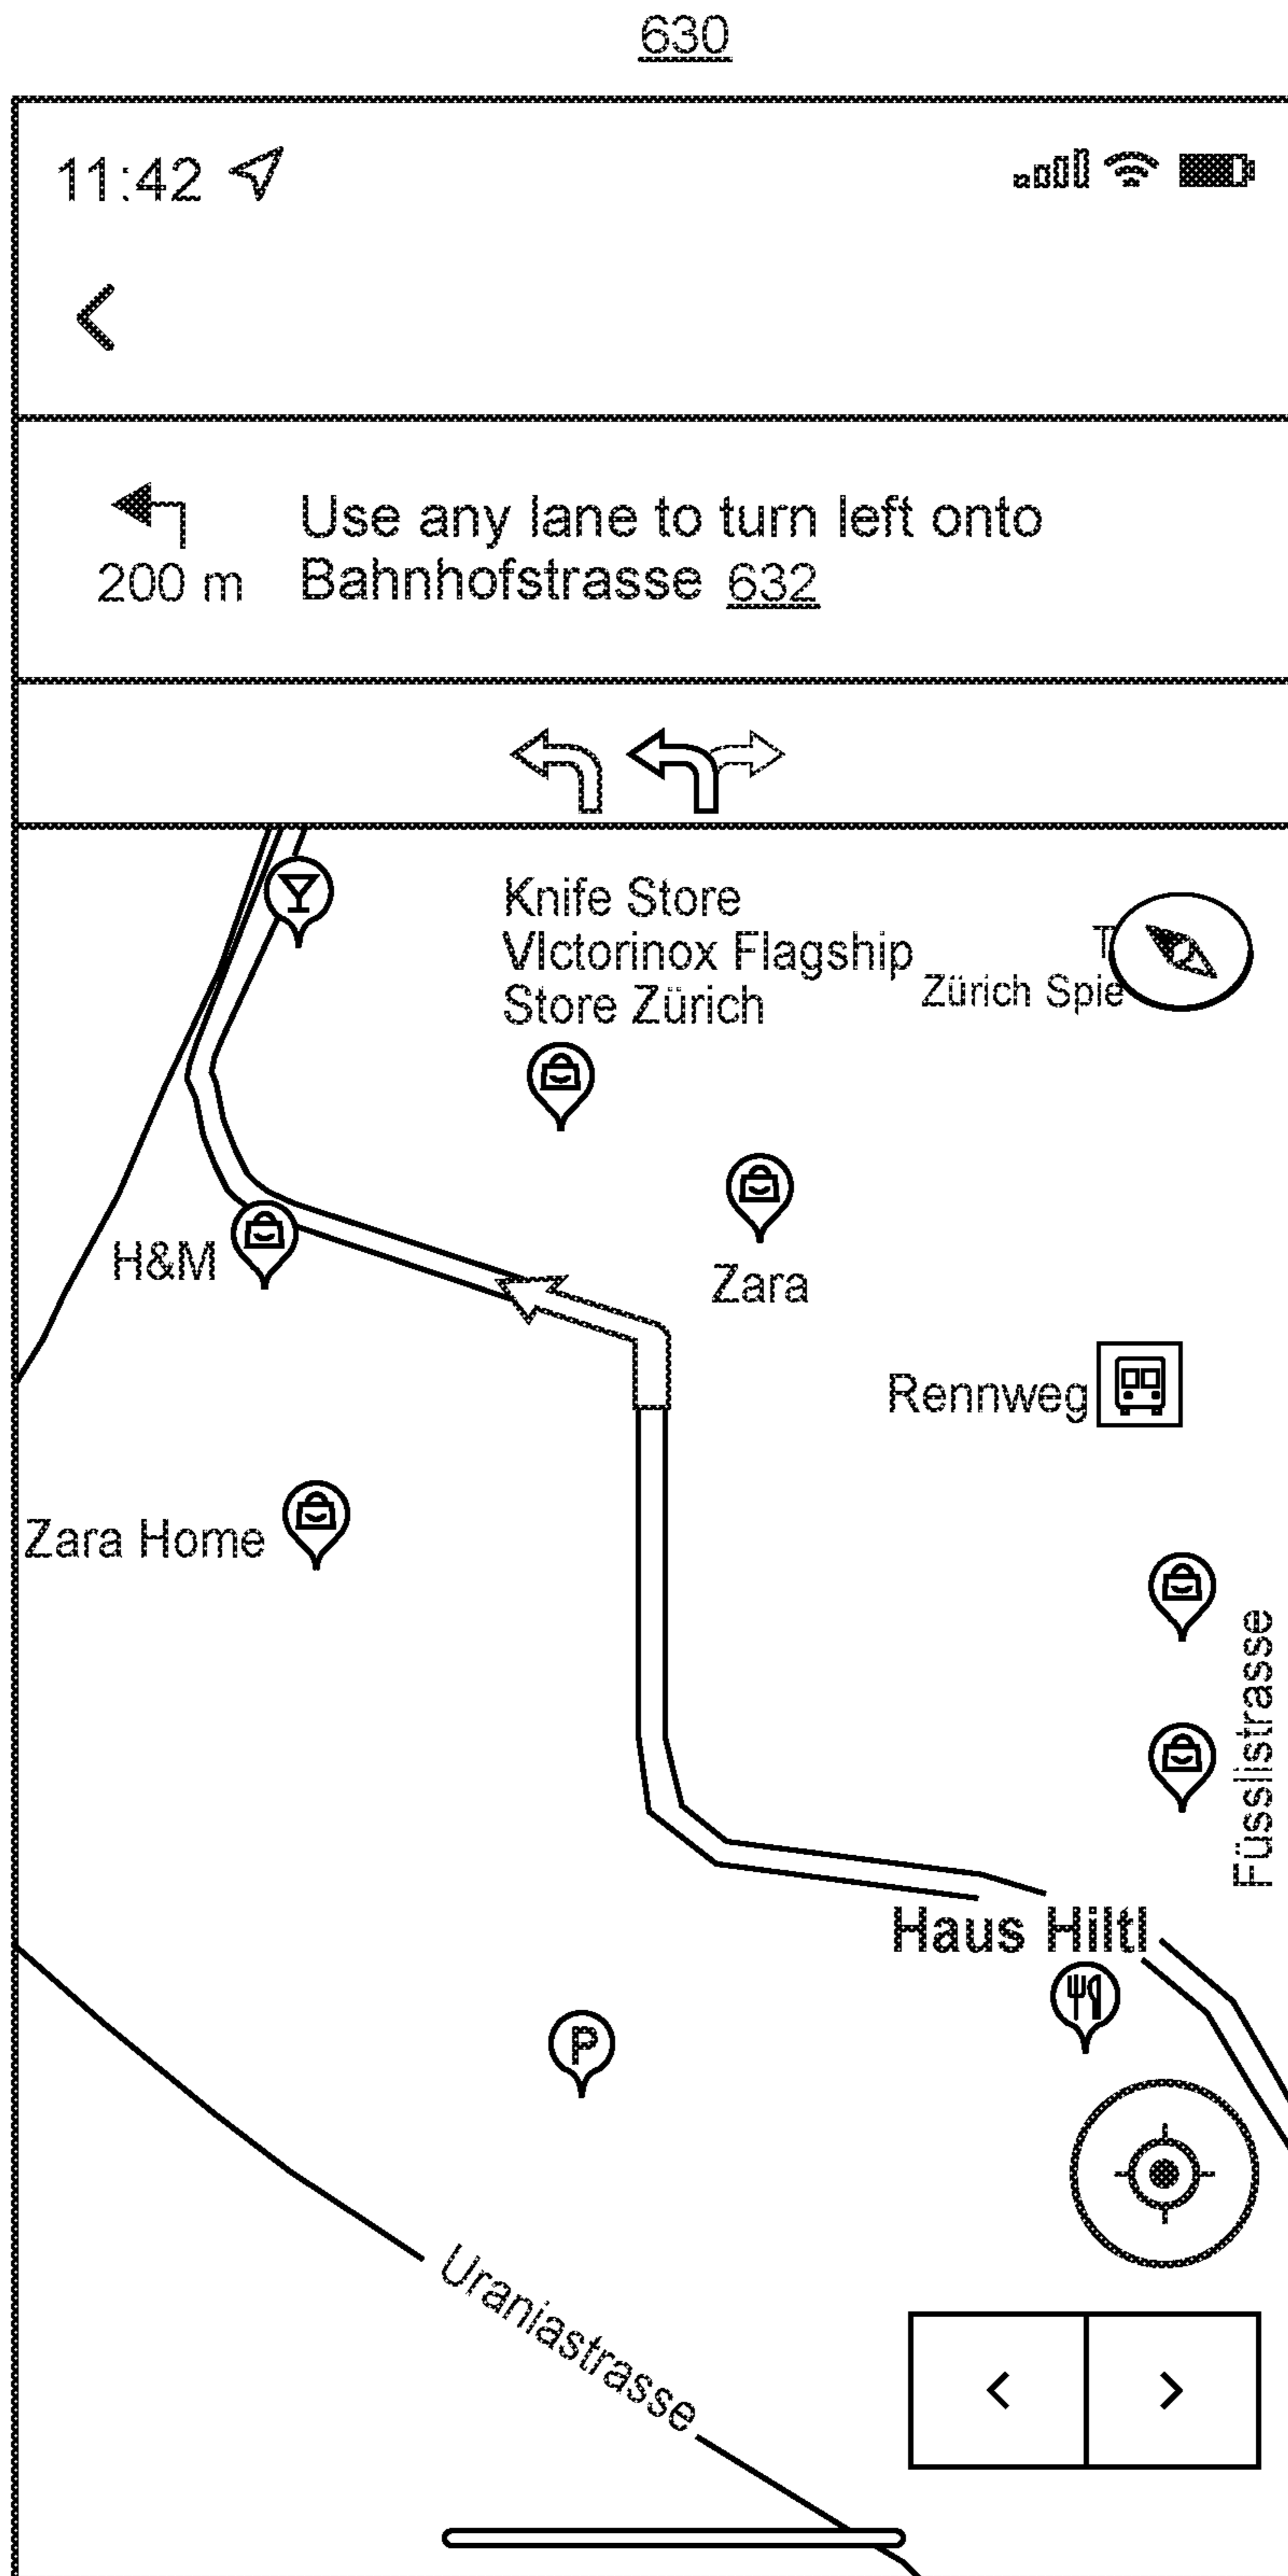 630
11:42
200 m
Use any lane to turn left onto
Bahnhofstrasse 632
Knife Store
VIctorinox Flagship
Store Zürich
T
Zürich Spie
H&M
Zara
Rennweg
Zara Home
Füsslistrasse
Haus Hiltl
P
Uraniastrasse